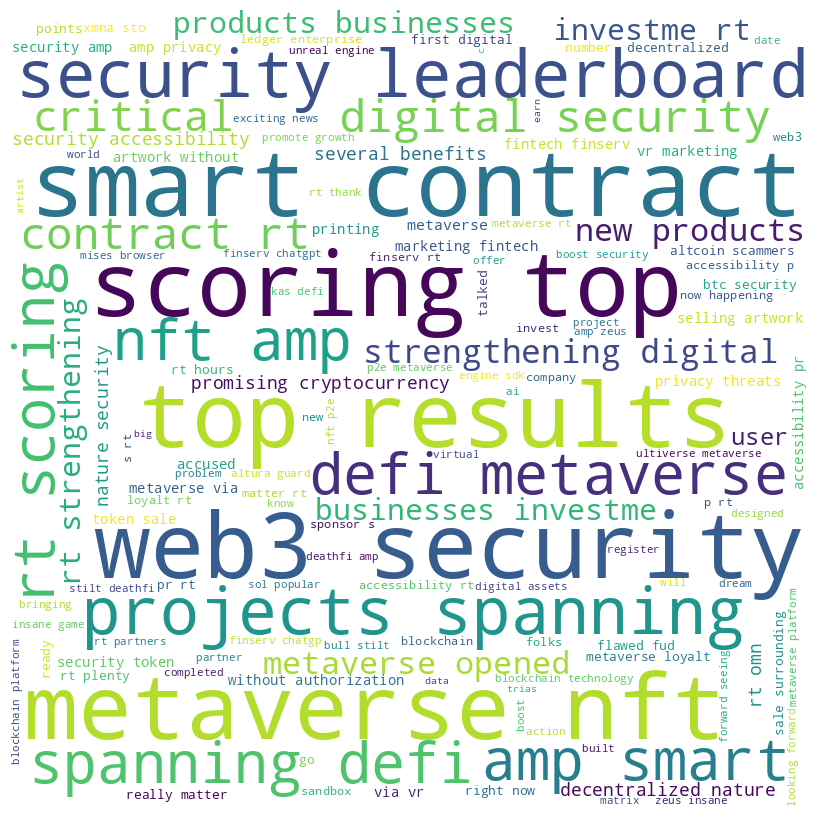 points
xmna sto
products businesses
investme rt
security amp
amp privacy
ledger enterprise
unreal engine
first digital
number
decentralized
date
c
security leaderboard
critical
exciting news
digital security
earn
security accessibility
promote growth
fintech finserv
web3
world
artwork without
several benefits
vr marketing
smart contract
artist
rt thank
contract rt
printing
metaverse
metaverse rt
new products
mises browser
finserv chatgpt
marketing fintech
finserv rt
offer
boost security
altcoin scammers
accessibility p
scoring top
kas defi
talked
btc security
now happening
rt scoring
rt strengthening
nft amp
invest
project
amp zeus
selling artwork
strengthening digital
rt hours
p2e metaverse
nature security
promising cryptocurrency
engine sdk
company
privacy threats
ai
top results
new
nft p2e
user
accessibility pr
big
s rt
accused
problem
altura guard
virtual
ultiverse metaverse
defi metaverse
metaverse via
matter rt
loyalt rt
know
businesses investme
p rt
designed
token sale
sponsor s
web3 security
register
deathfi amp
stilt deathfi
pr rt
sol popular
accessibility rt
digital assets
will
dream
bringing
projects spanning
insane game
rt partners
finserv chatgp
bull stilt
blockchain
folks
flawed fud
ready
security token
partner
metaverse opened
metaverse loyalt
rt plenty
completed
without authorization
data
blockchain technology
trias
rt omn
sale surrounding
metaverse platform
forward seeing
looking forward
blockchain platform
metaverse nft
boost
action
built
spanning defi
go
amp smart
really matter
sandbox
via vr
right now
decentralized nature
matrix
zeus insane